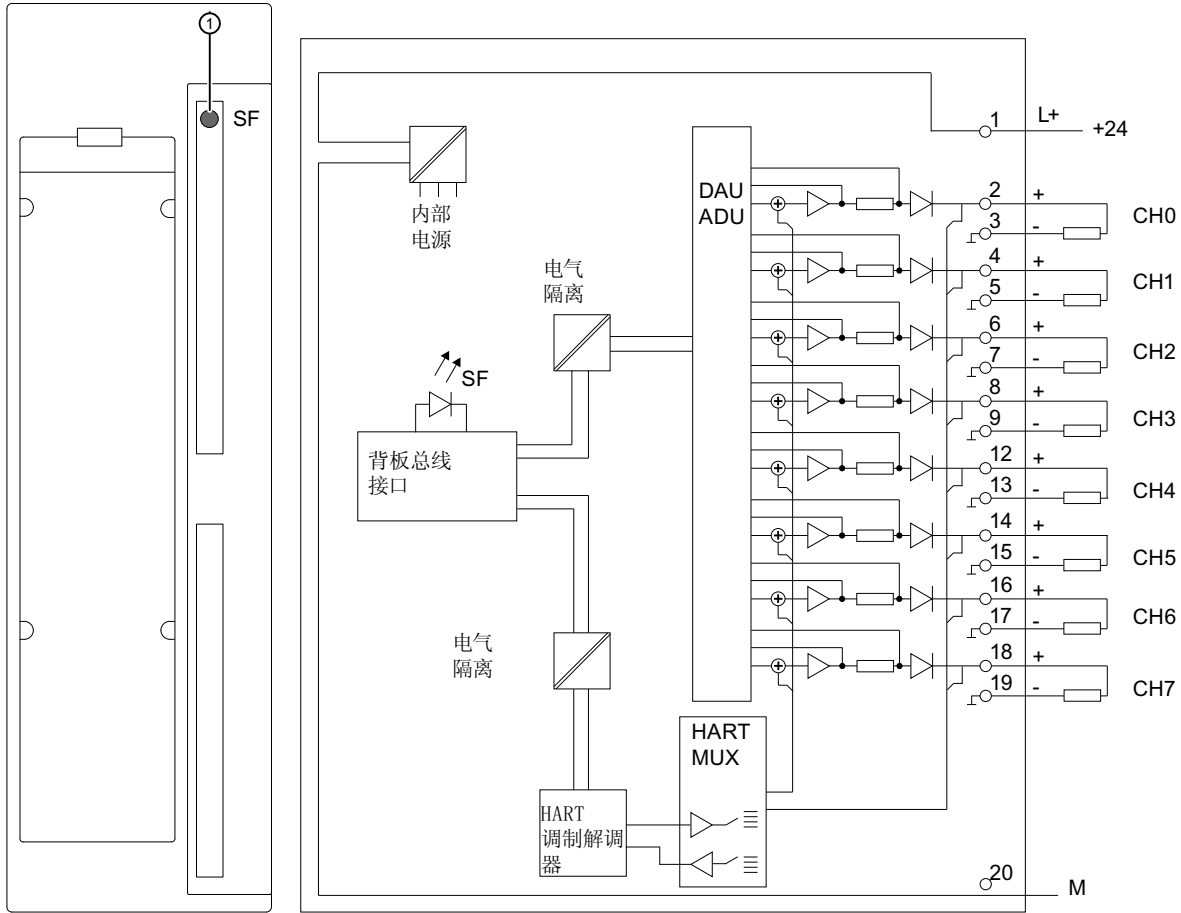 ①
SF
1
L+
+24
内部
电源
DAU
ADU
2
+
3
-
CH0
4
+
5
-
CH1
电气
隔离
6
+
7
-
CH2
SF
8
+
9
-
CH3
背板总线
接口
12
+
13
-
CH4
14
+
15
-
CH5
16
+
17
-
CH6
电气
隔离
18
+
19
-
CH7
HART
MUX
HART
调制解调
器
20
M